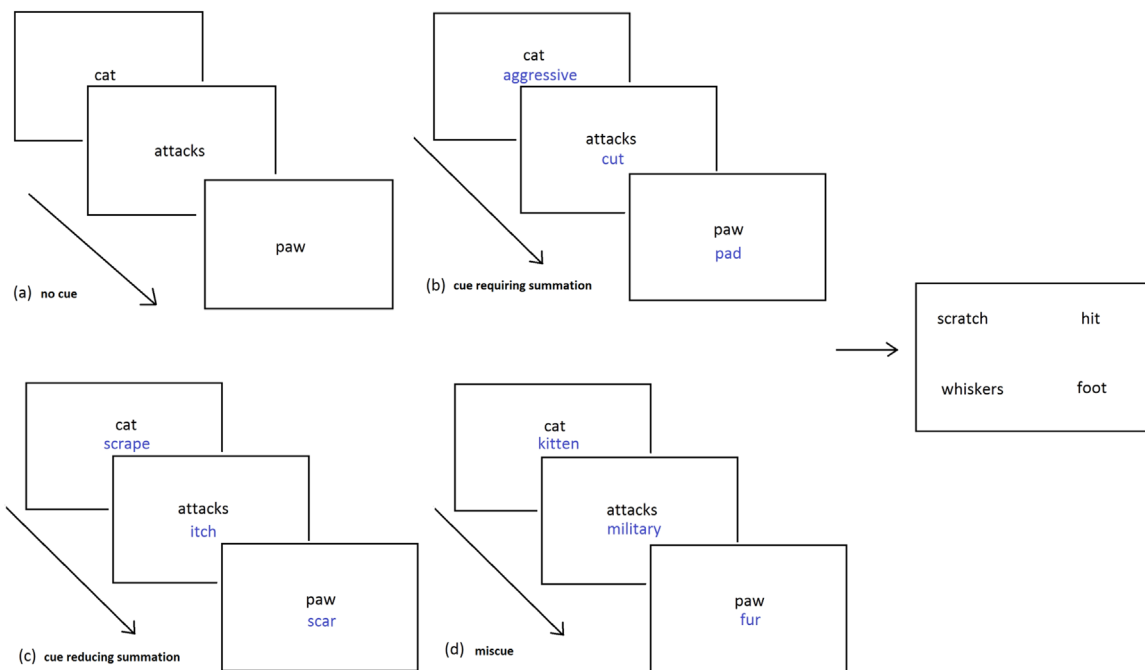 cat
attacks
paw
(a) no cue
cat
aggressive
attacks
cut
paw
pad
(b) cue requiring summation
cat
scrape
attacks
itch
paw
scar
(c) cue reducing summation
cat
kitten
attacks
military
paw
fur
(d) miscue
scratch hit
whiskers foot